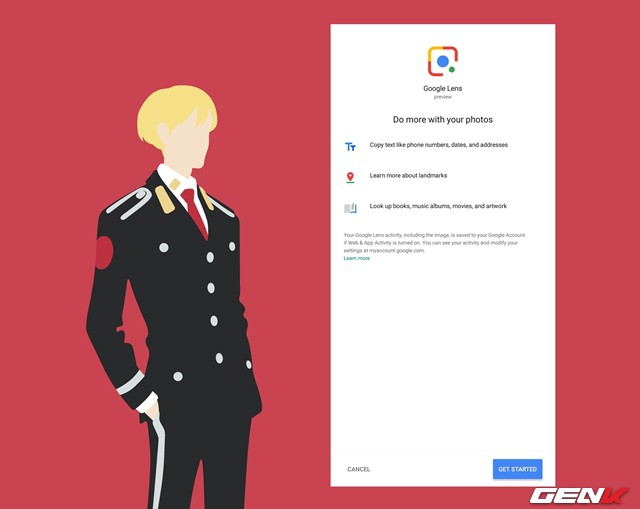 Google Lens
preview
Do more with your photos
Copy text like phone numbers, dates, and addresses
Learn more about landmarks
Look up books, music albums, movies, and artwork
Your Google Lens activity, including the image, is saved to your Google Account
if Web & App Activity is turned on. You can see your activity and modify your
settings at myaccount.google.com.
Learn more
CANCEL
GET STARTED
GENK